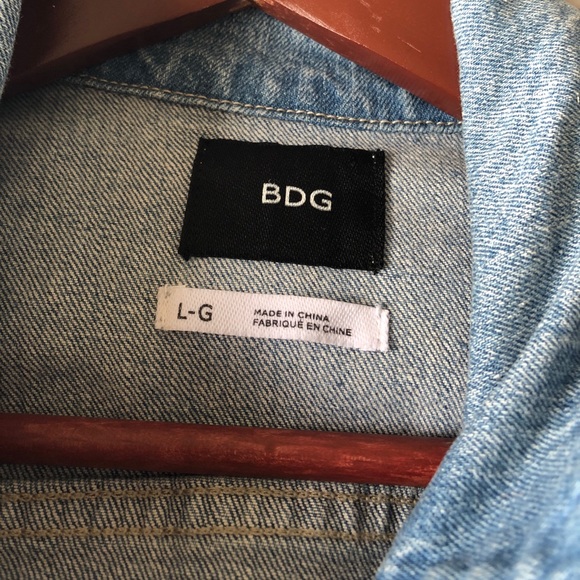 BDG
L-G
MADE IN CHINA
FABRIQUÉ EN CHINE